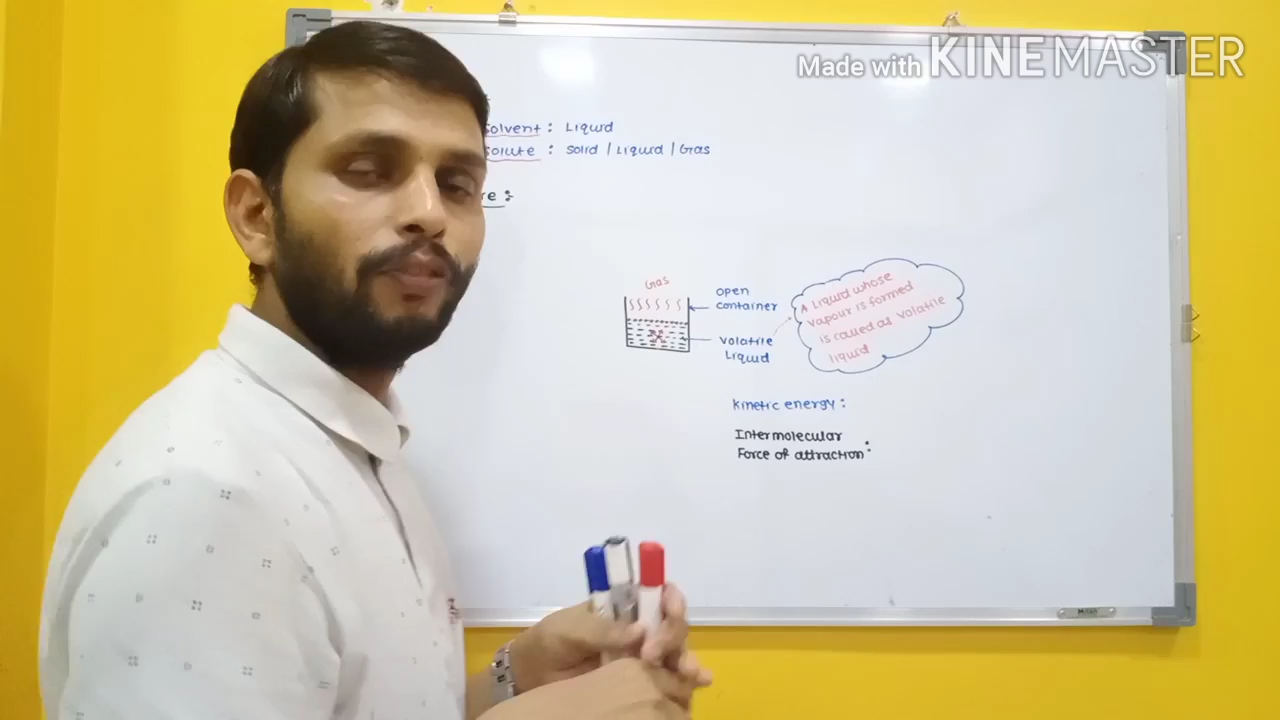 Made with KINEMASTER
Solvent : Liquid
Solute : Solid / Liquid / Gas
re :
Gas
open
container
volatile
Liquid
A Liquid whose
vapour is formed
is called as volatile
liquid
Kinetic energy :
Intermolecular
Force of attraction :